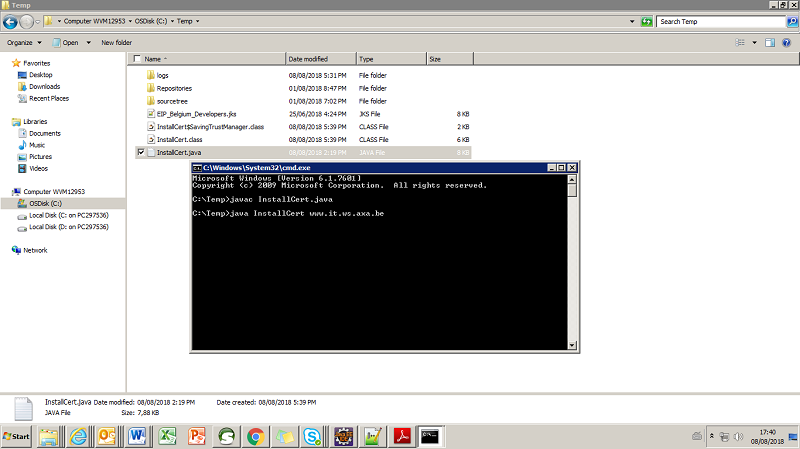 Temp
Computer WVM12953 OSDisk (C:) Temp
Search Temp
Organize Open New folder
Name Date modified Type Size
Favorites
Desktop
Downloads
Recent Places
Libraries
Documents
Music
Pictures
Videos
Computer WVM12953
OSDisk (C:)
Local Disk (C: on PC297536)
Local Disk (D: on PC297536)
Network
logs 08/08/2018 5:31 PM File folder
Repositories 01/08/2018 8:47 PM File folder
sourcetree 01/08/2018 7:02 PM File folder
EIP_Belgium_Developers.jks 25/06/2018 4:24 PM JKS File 8 KB
InstallCert$SavingTrustManager.class 08/08/2018 5:39 PM CLASS File 2 KB
InstallCert.class 08/08/2018 5:39 PM CLASS File 6 KB
InstallCert.java 08/08/2018 2:19 PM JAVA File 8 KB
C:\Windows\System32\cmd.exe
Microsoft Windows [Version 6.1.7601]
Copyright (c) 2009 Microsoft Corporation. All rights reserved.
C:\Temp>javac InstallCert.java
C:\Temp>java InstallCert www.it.ws.axa.be
InstallCert.java Date modified: 08/08/2018 2:19 PM Date created: 08/08/2018 5:39 PM
JAVA File Size: 7,88 KB
Start
17:40
08/08/2018